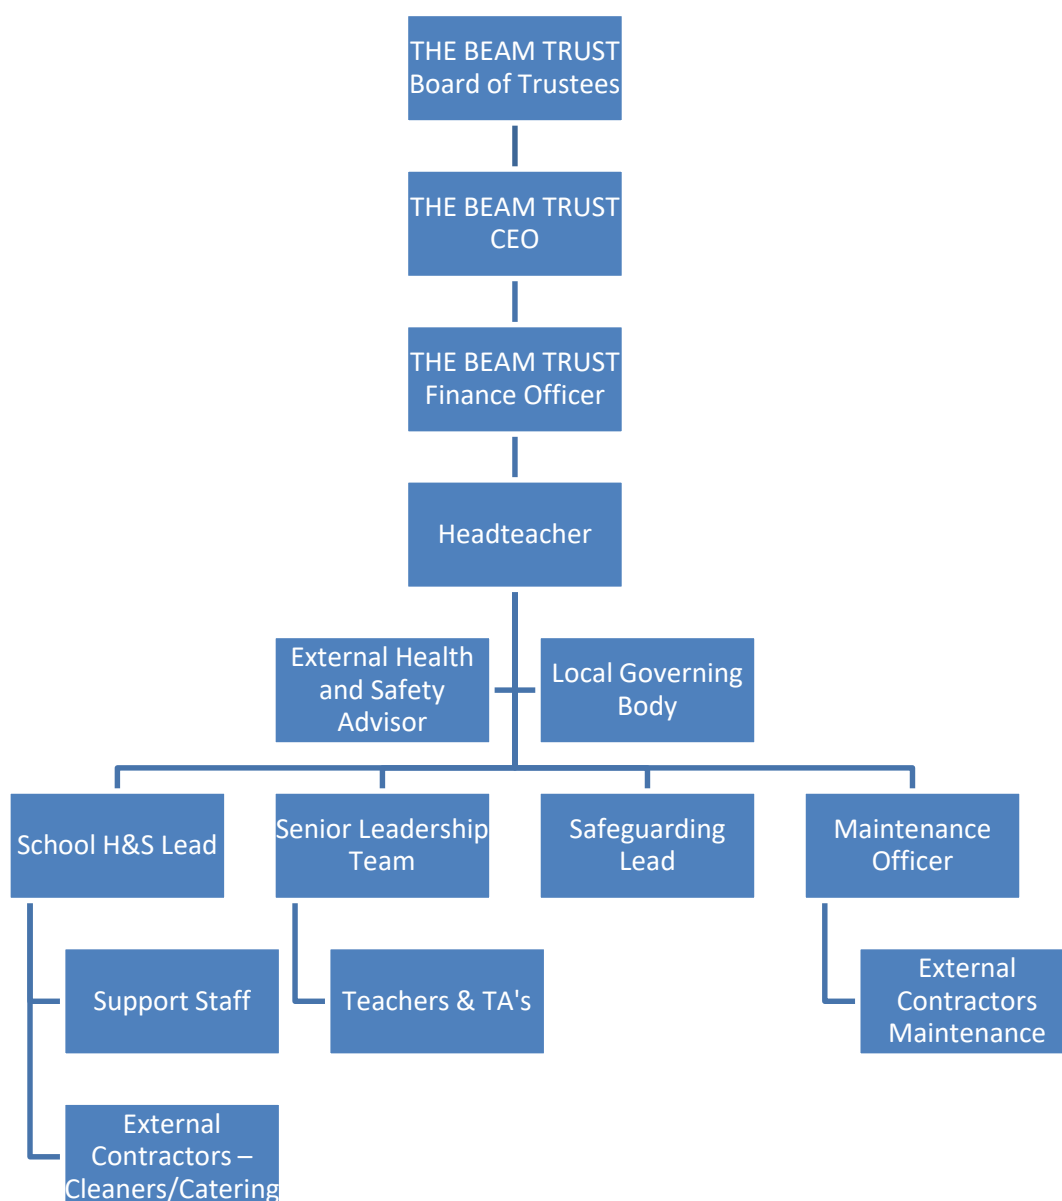 THE BEAM TRUST
Board of Trustees
THE BEAM TRUST
CEO
THE BEAM TRUST
Finance Officer
Headteacher
External Health
and Safety
Advisor
Local Governing
Body
School H&S Lead
Senior Leadership
Team
Safeguarding
Lead
Maintenance
Officer
Support Staff
Teachers & TA's
External
Contractors
Maintenance
External
Contractors –
Cleaners/Catering